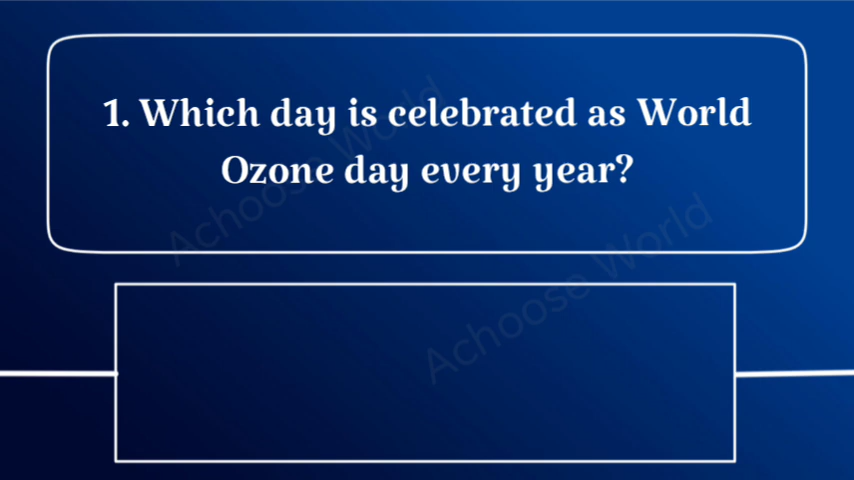 1. Which day is celebrated as World
Ozone day every year?
Achoose World
Achoose World